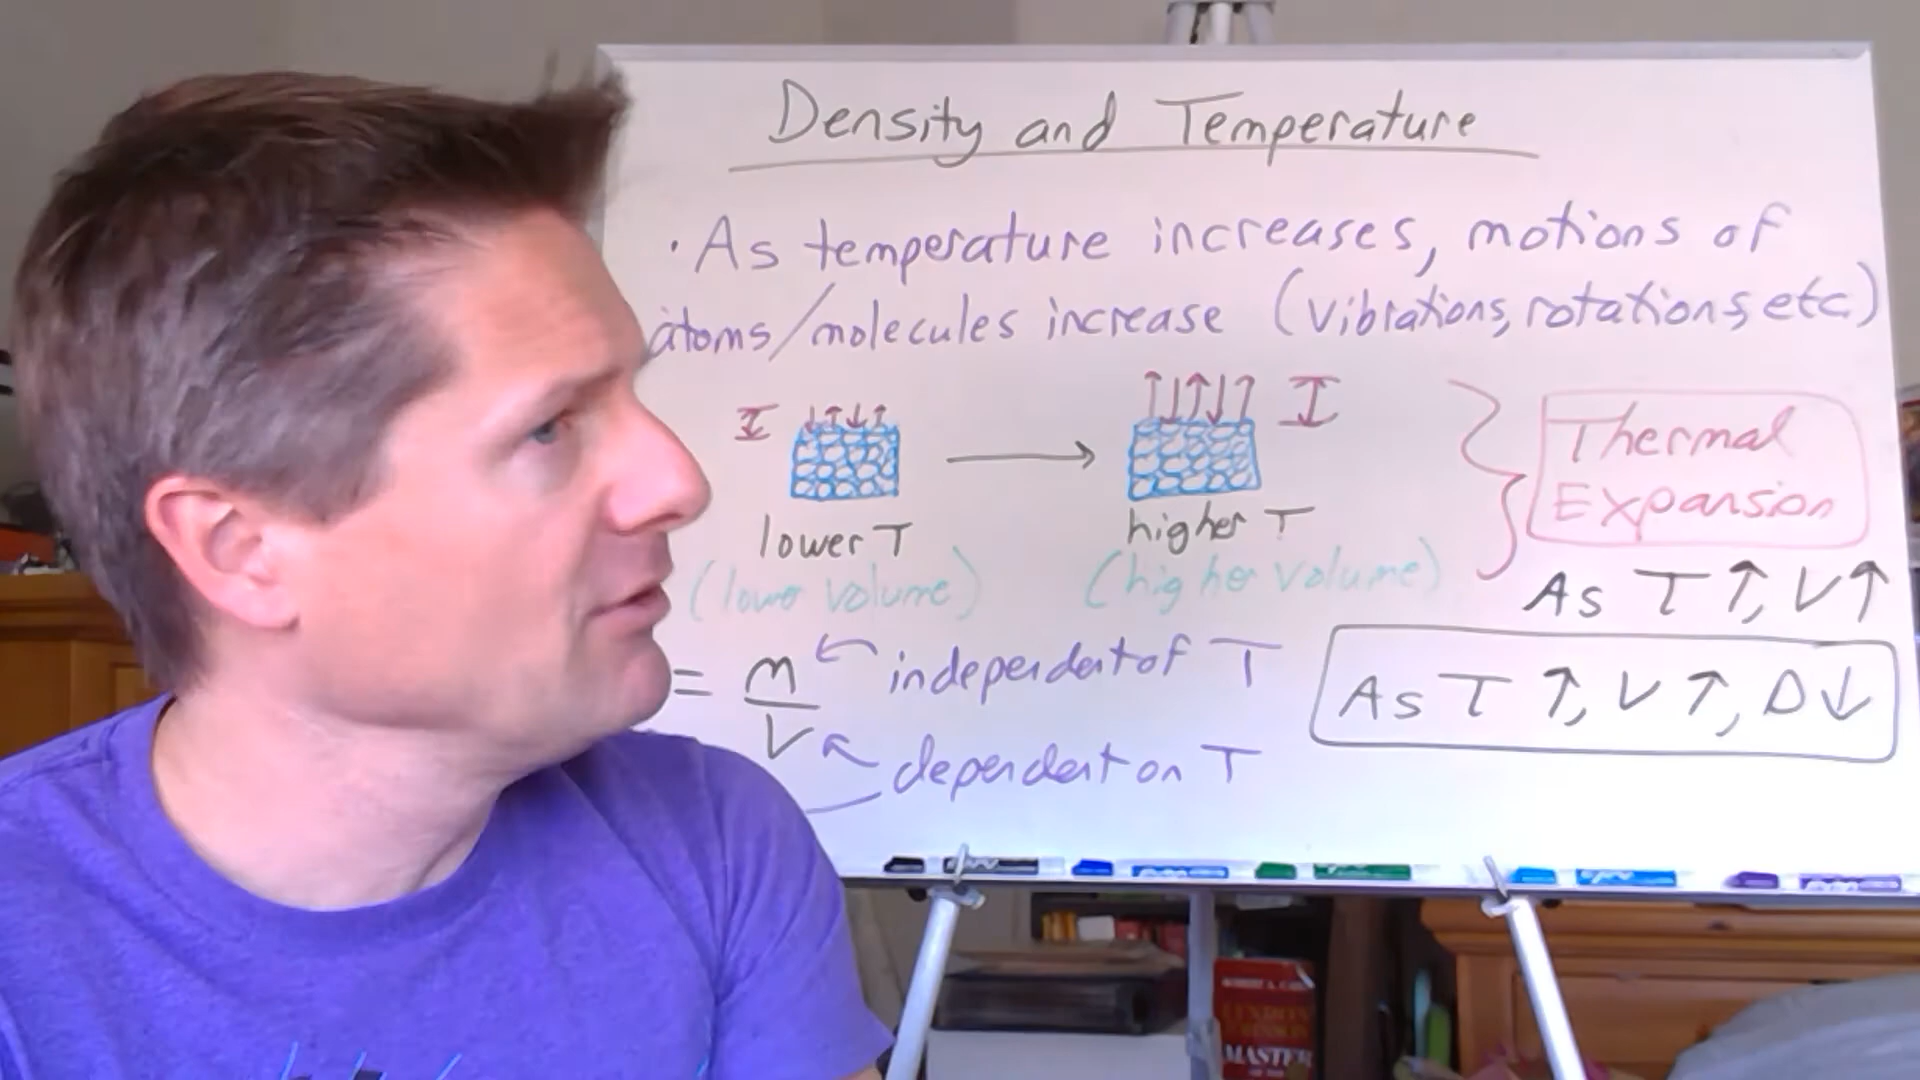 Density and Temperature
· As temperature increases, motions of
atoms/molecules increase (vibrations, rotations, etc)
lower T → higher T
(lower volume) (higher volume)
Thermal
Expansion
As T ↑, V ↑
= m ← independent of T
V ← dependent on T
As T ↑, V ↑, D ↓
MASTER